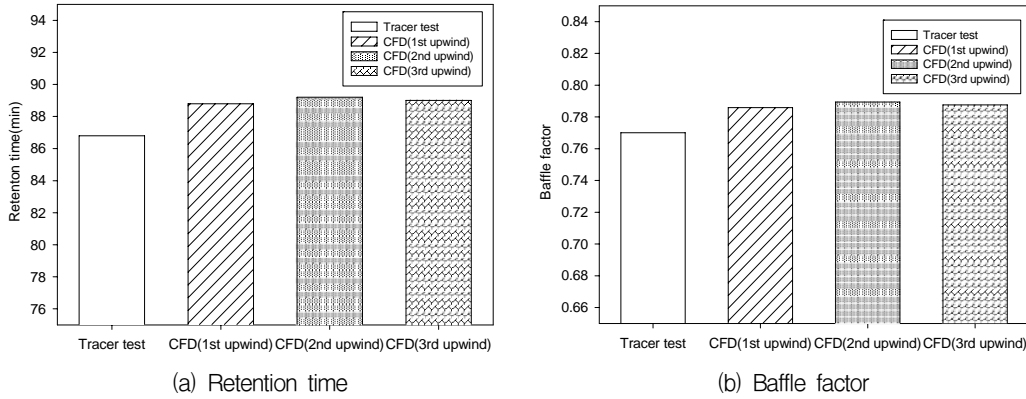 94
92
90
88
86
84
82
80
78
76
Retenton time(min)
Tracer test
CFD(1st upwind)
CFD(2nd upwind)
CFD(3rd upwind)
Tracer test
CFD(1st upwind)
CFD(2nd upwind)
CFD(3rd upwind)
(a) Retention time
0.84
0.82
0.80
0.78
0.76
0.74
0.72
0.70
0.68
0.66
Baffle factor
Tracer test
CFD(1st upwind)
CFD(2nd upwind)
CFD(3rd upwind)
Tracer test
CFD(1st upwind)
CFD(2nd upwind)
CFD(3rd upwind)
(b) Baffle factor